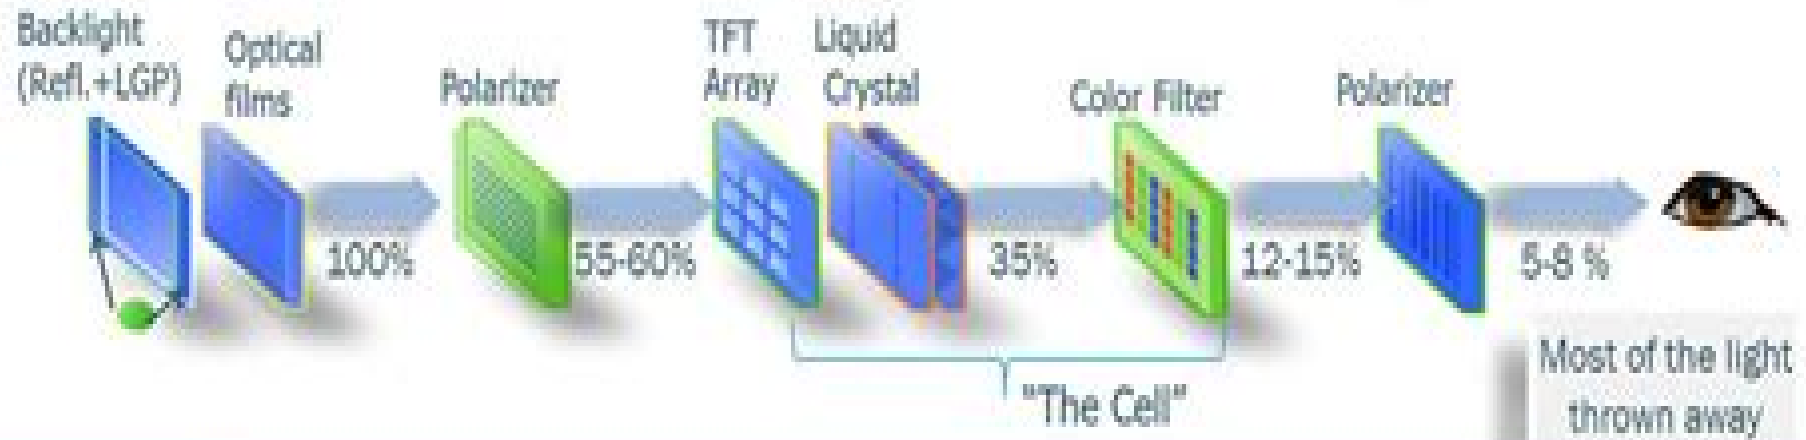 Backlight
(Refl.+LGP)
Optical
films
Polarizer
TFT
Array
Liquid
Crystal
Color Filter
Polarizer
100%
55-60%
35%
12-15%
5-8 %
"The Cell"
Most of the light
thrown away